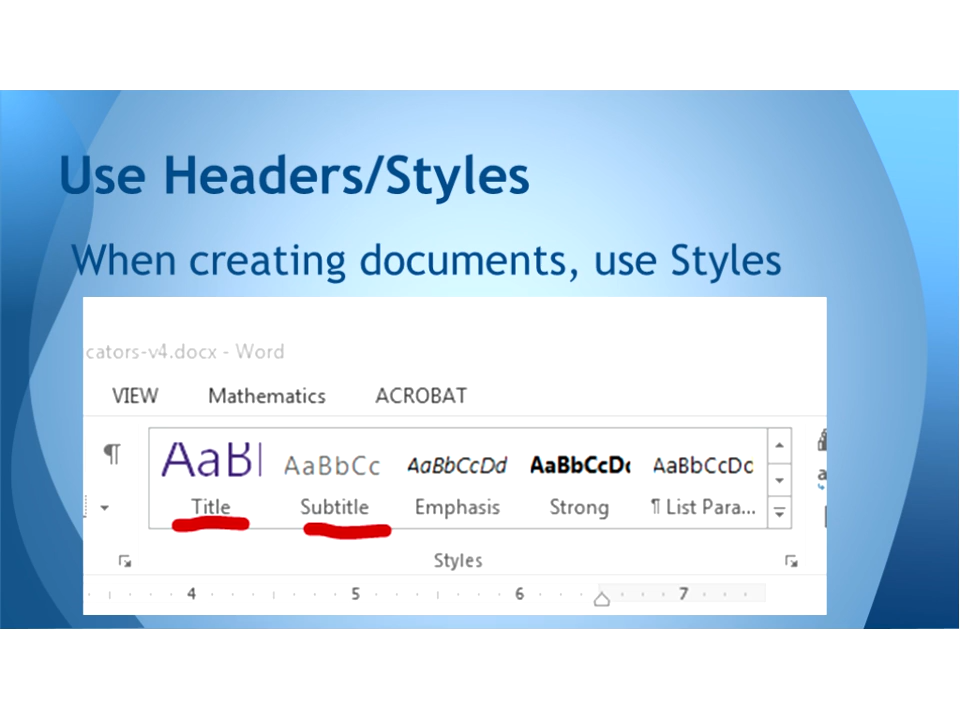 Use Headers/Styles
When creating documents, use Styles
cators-v4.docx - Word
VIEW Mathematics ACROBAT
¶ AaBl AaBbCc AaBbCcDd AaBbCcDc AaBbCcDc
Title Subtitle Emphasis Strong ¶ List Para...
Styles
4 5 6 7